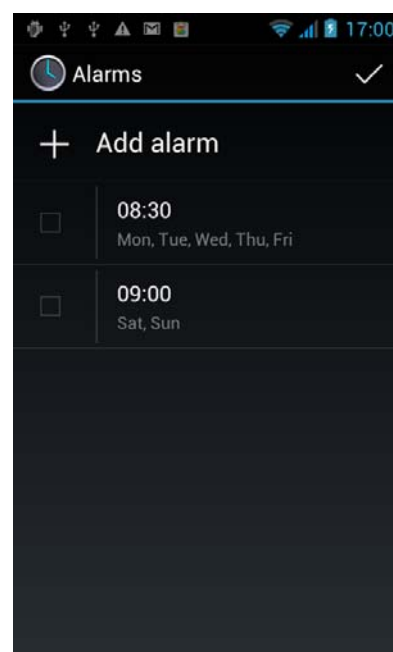 17:00
Alarms
Add alarm
08:30
Mon, Tue, Wed, Thu, Fri
09:00
Sat, Sun